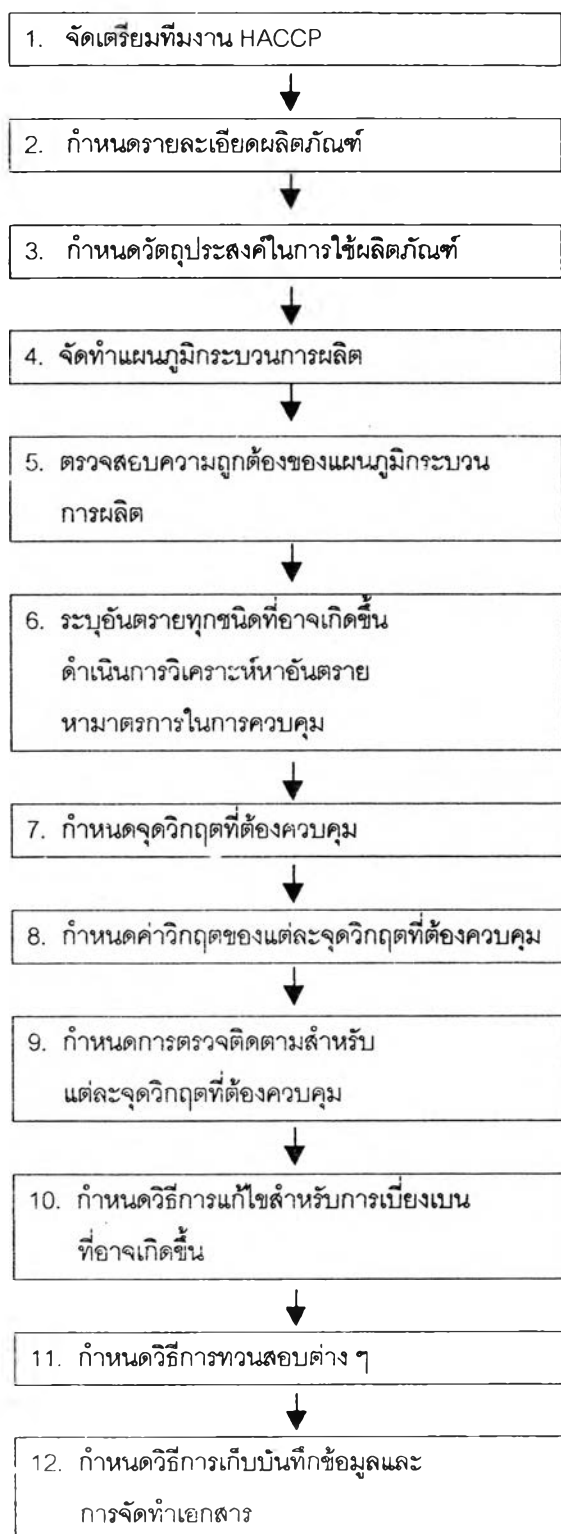 1. จัดเตรียมทีมงาน HACCP
2. กำหนดรายละเอียดผลิตภัณฑ์
3. กำหนดวัตถุประสงค์ในการใช้ผลิตภัณฑ์
4. จัดทำแผนภูมิกระบวนการผลิต
5. ตรวจสอบความถูกต้องของแผนภูมิกระบวน
การผลิต
6. ระบุอันตรายทุกชนิดที่อาจเกิดขึ้น
ดำเนินการวิเคราะห์หาอันตราย
หามาตรการในการควบคุม
7. กำหนดจุดวิกฤตที่ต้องควบคุม
8. กำหนดค่าวิกฤตของแต่ละจุดวิกฤตที่ต้องควบคุม
9. กำหนดการตรวจติดตามสำหรับ
แต่ละจุดวิกฤตที่ต้องควบคุม
10. กำหนดวิธีการแก้ไขสำหรับการเบี่ยงเบน
ที่อาจเกิดขึ้น
11. กำหนดวิธีการทวนสอบต่าง ๆ
12. กำหนดวิธีการเก็บบันทึกข้อมูลและ
การจัดทำเอกสาร